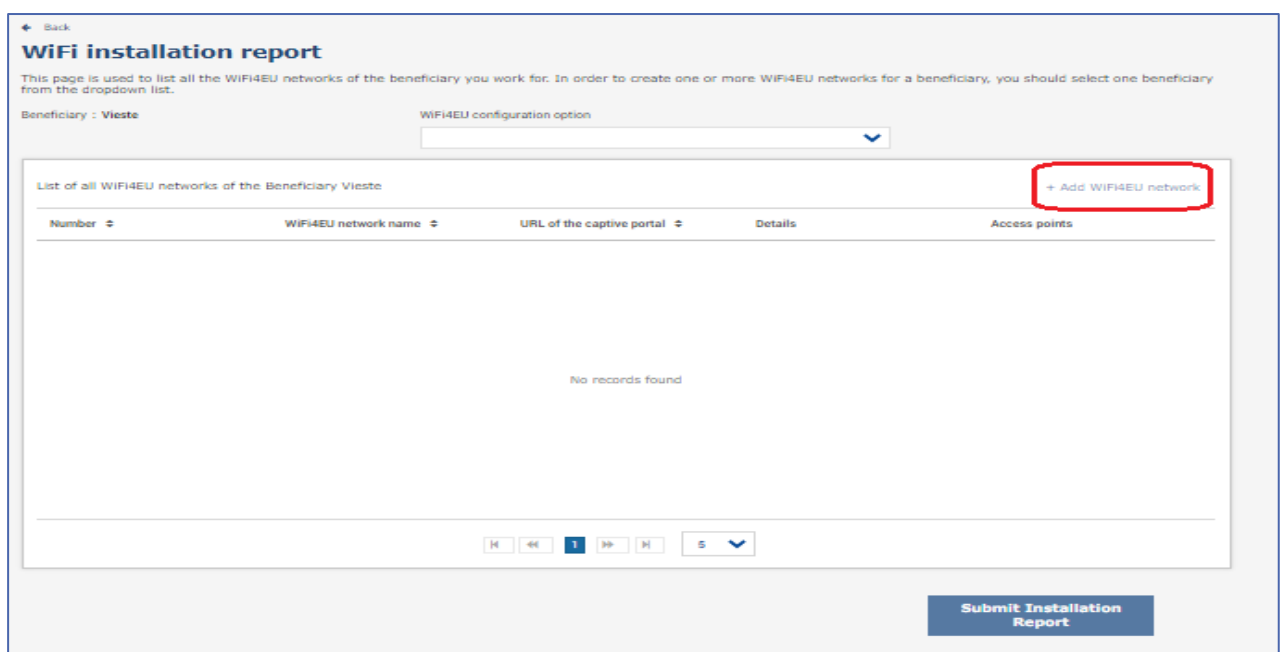 Back
WiFi installation report
This page is used to list all the WiFi4EU networks of the beneficiary you work for. In order to create one or more WiFi4EU networks for a beneficiary, you should select one beneficiary
from the dropdown list.
Beneficiary : Vieste
WiFi4EU configuration option
List of all WiFi4EU networks of the Beneficiary Vieste
+ Add WiFi4EU network
Number WiFi4EU network name URL of the captive portal Details Access points
No records found
1 5
Submit Installation
Report